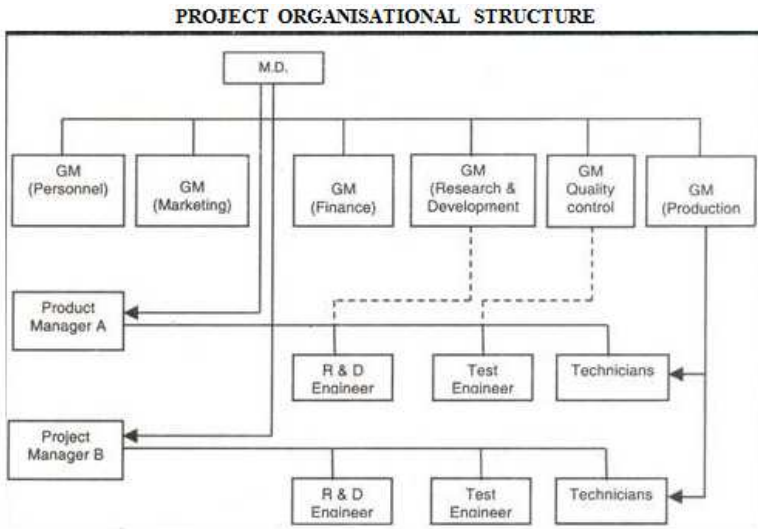 PROJECT ORGANISATIONAL STRUCTURE
M.D.
GM
(Personnel)
GM
(Marketing)
GM
(Finance)
GM
(Research &
Development
GM
Quality
control
GM
(Production
Product
Manager A
R & D
Engineer
Test
Engineer
Technicians
Project
Manager B
R & D
Engineer
Test
Engineer
Technicians